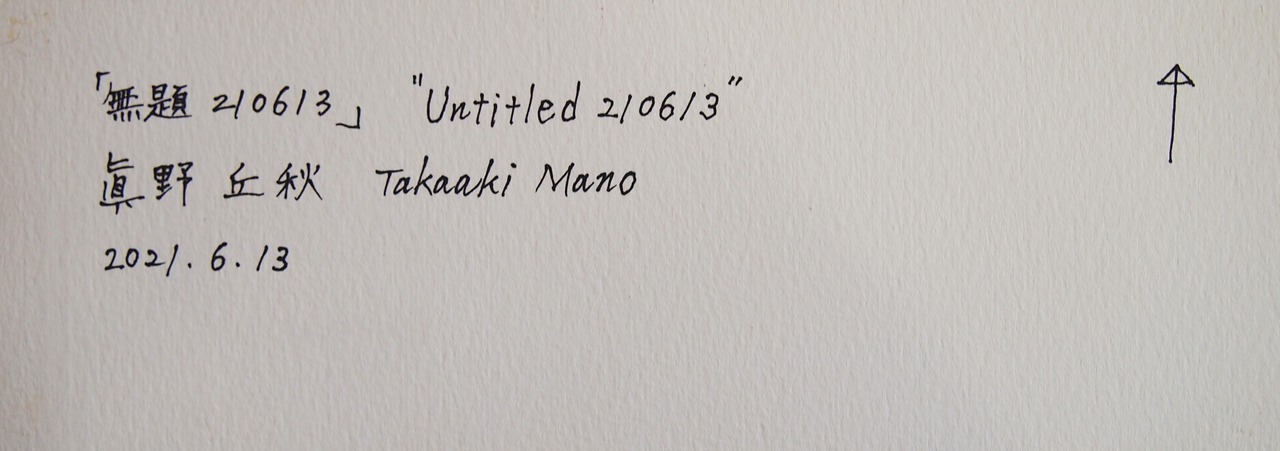 「無題 210613」 "Untitled 210613"
眞野 丘秋 Takaaki Mano
2021. 6. 13